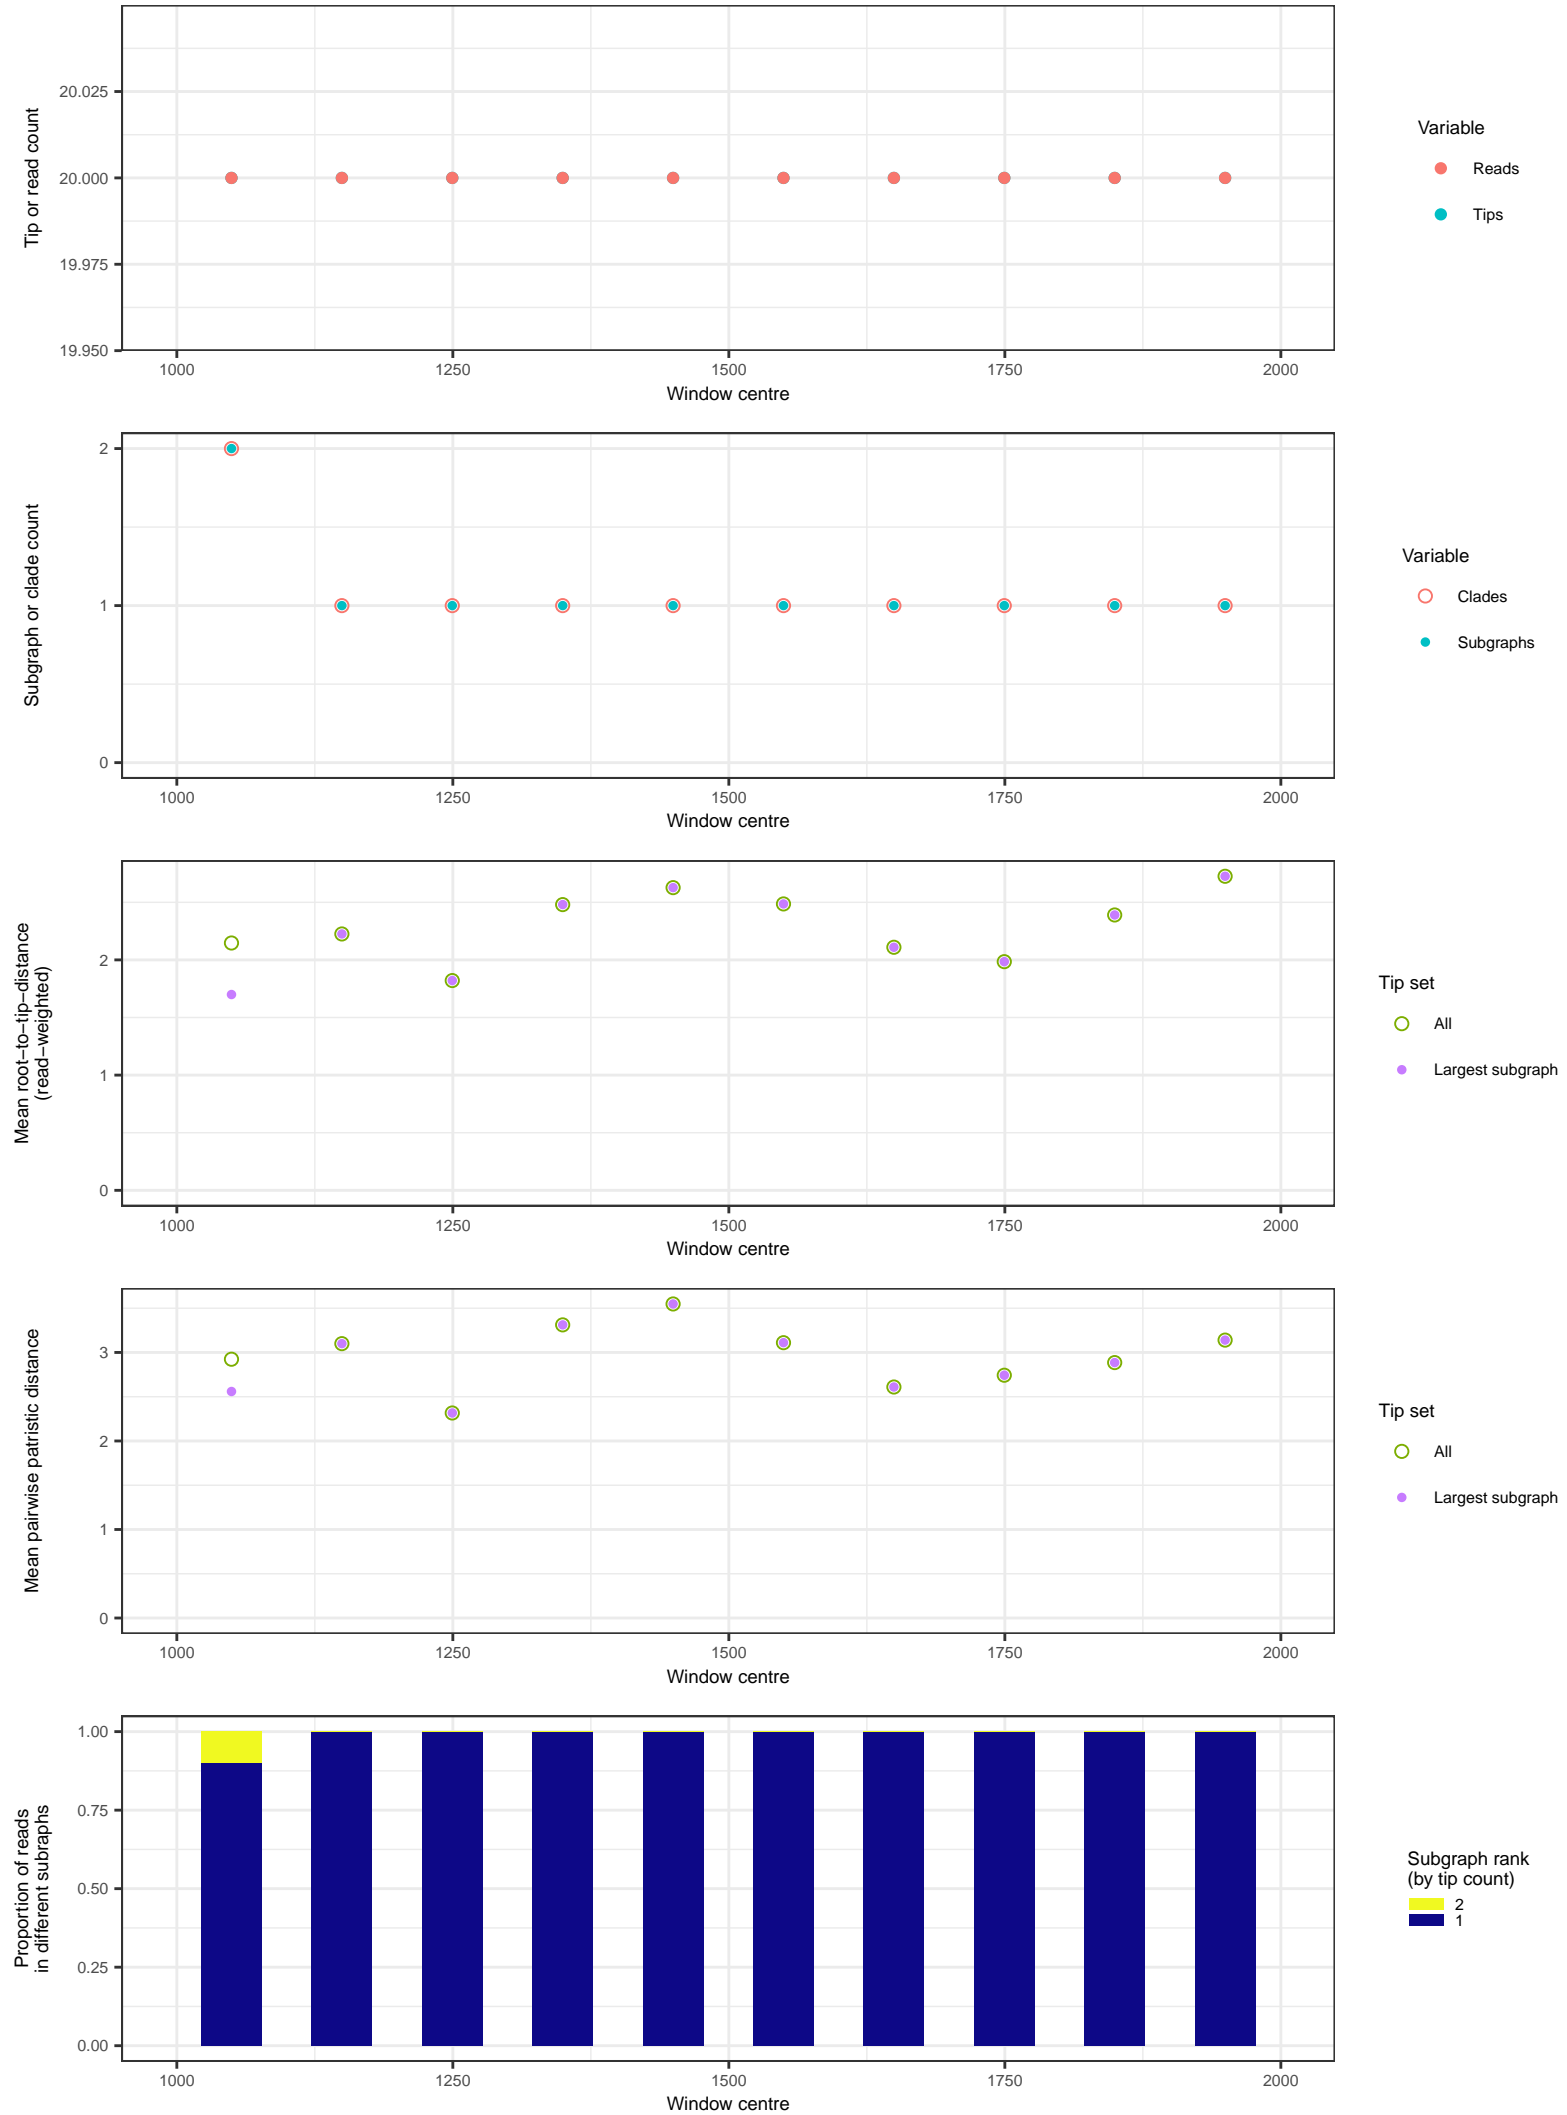 Tip or read count
20.025
20.000
19.975
19.950
1000 1250 1500 1750 2000
Window centre
Variable
Reads
Tips
Subgraph or clade count
2
1
0
1000 1250 1500 1750 2000
Window centre
Variable
Clades
Subgraphs
Mean root−to−tip−distance
(read−weighted)
2
1
0
1000 1250 1500 1750 2000
Window centre
Tip set
All
Largest subgraph
Mean pairwise patristic distance
3
2
1
0
1000 1250 1500 1750 2000
Window centre
Tip set
All
Largest subgraph
Proportion of reads
in different subraphs
1.00
0.75
0.50
0.25
0.00
1000 1250 1500 1750 2000
Window centre
Subgraph rank
(by tip count)
2
1